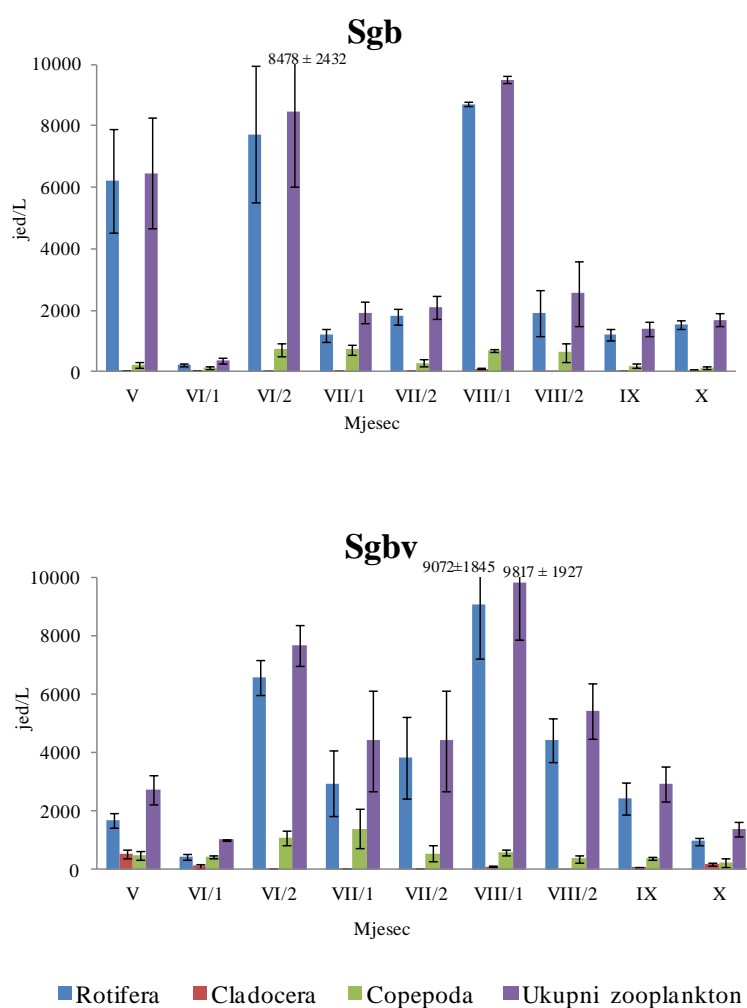 Sgb
8478 ± 2432
10000
8000
6000
4000
2000
0
jed/L
V VI/1 VI/2 VII/1 VII/2 VIII/1 VIII/2 IX X
Mjesec
Sgbv
9072±1845 9817 ± 1927
10000
8000
6000
4000
2000
0
jed/L
V VI/1 VI/2 VII/1 VII/2 VIII/1 VIII/2 IX X
Mjesec
Rotifera Cladocera Copepoda Ukupni zooplankton